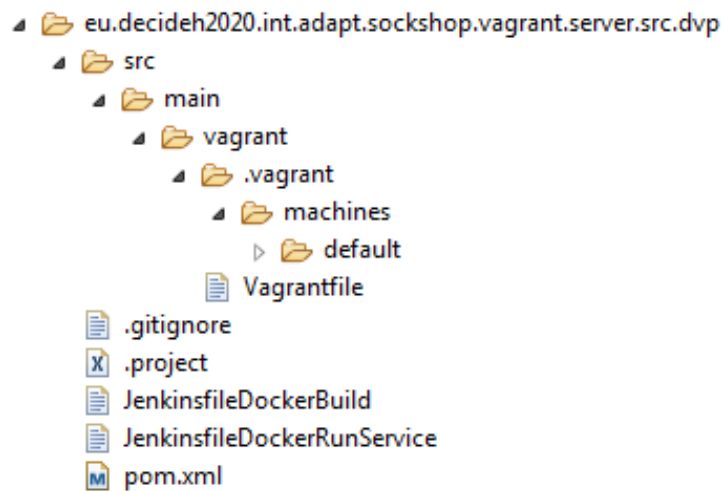 eu.decideh2020.int.adapt.sockshop.vagrant.server.src.dvp
src
main
vagrant
.vagrant
machines
default
Vagrantfile
.gitignore
.project
JenkinsfileDockerBuild
JenkinsfileDockerRunService
pom.xml